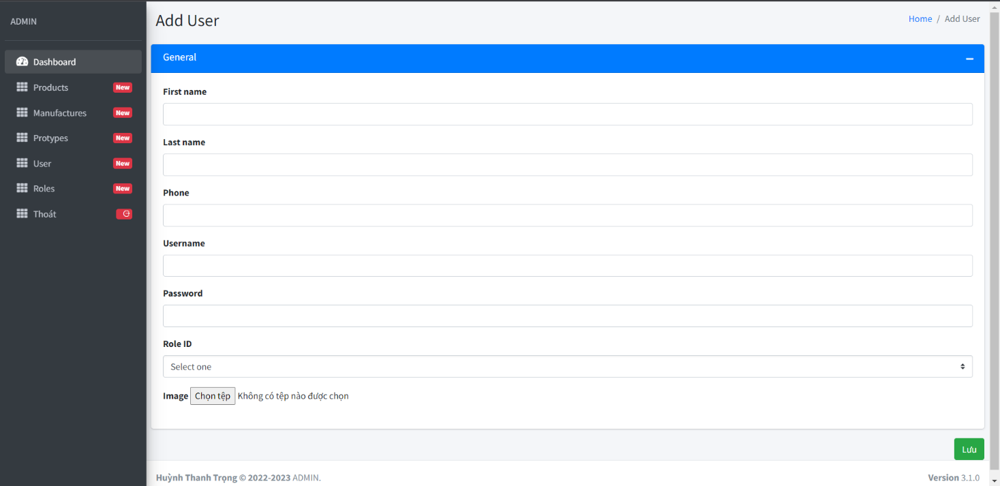 ADMIN
Dashboard
Products New
Manufactures New
Protypes New
User New
Roles New
Thoát
Add User
Home / Add User
General
First name
Last name
Phone
Username
Password
Role ID
Select one
Image Chọn tệp Không có tệp nào được chọn
Lưu
Huỳnh Thanh Trọng © 2022-2023 ADMIN.
Version 3.1.0